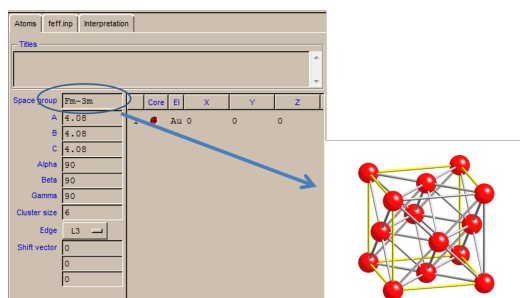 Atoms feff.inp Interpretation
Titles
Space group Fm-3m
Core El X Y Z
A 4.08
1 Au 0 0 0
B 4.08
C 4.08
Alpha 90
Beta 90
Gamma 90
Cluster size 6
Edge L3
Shift vector 0
0
0